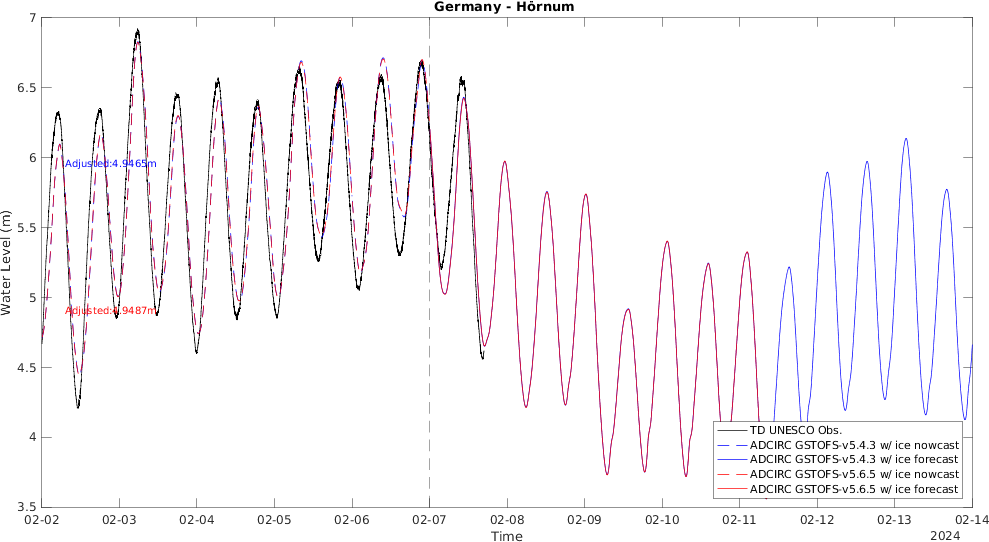 Germany - Hörnum
Water Level (m)
7
6.5
6
5.5
5
4.5
4
3.5
Adjusted:4.9465m
Adjusted:4.9487m
TD UNESCO Obs.
ADCIRC GSTOFS-v5.4.3 w/ ice nowcast
ADCIRC GSTOFS-v5.4.3 w/ ice forecast
ADCIRC GSTOFS-v5.6.5 w/ ice nowcast
ADCIRC GSTOFS-v5.6.5 w/ ice forecast
02-02 02-03 02-04 02-05 02-06 02-07 02-08 02-09 02-10 02-11 02-12 02-13 02-14
Time
2024